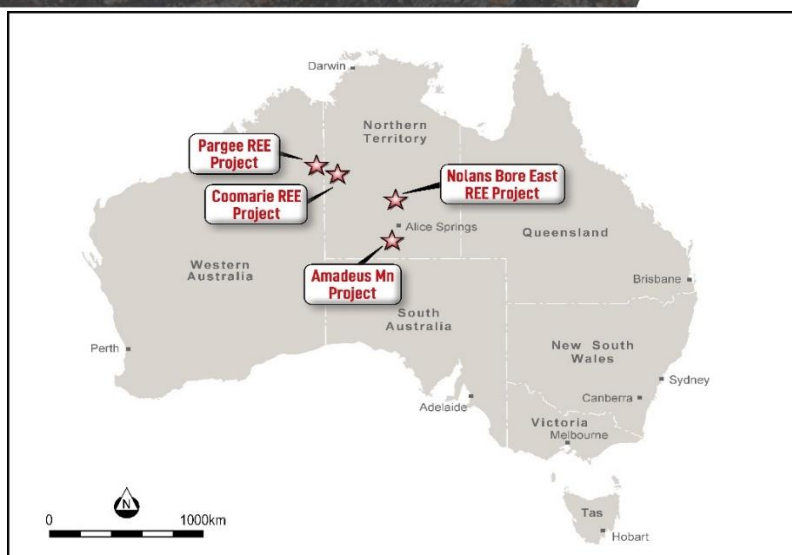 Darwin
Northern
Territory
Pargee REE
Project
Coomarie REE
Project
Nolans Bore East
REE Project
Alice Springs
Queensland
Amadeus Mn
Project
Western
Australia
South
Australia
Brisbane
Perth
New South
Wales
Sydney
Canberra
Adelaide
Victoria
Melbourne
N
0 1000km
Tas
Hobart